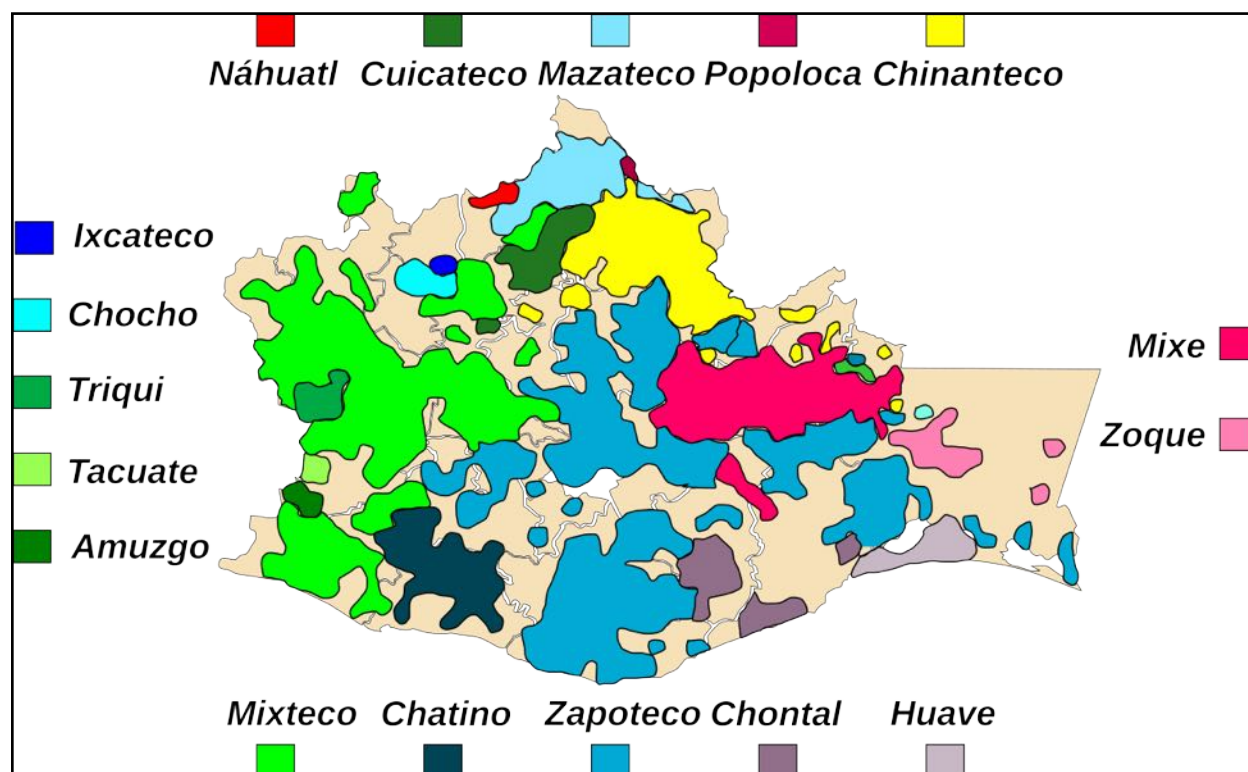 Náhuatl Cuicateco Mazateco Popoloca Chinanteco
Ixcateco
Chocho
Triqui
Tacuate
Amuzgo
Mixe
Zoque
Mixteco Chatino Zapoteco Chontal Huave